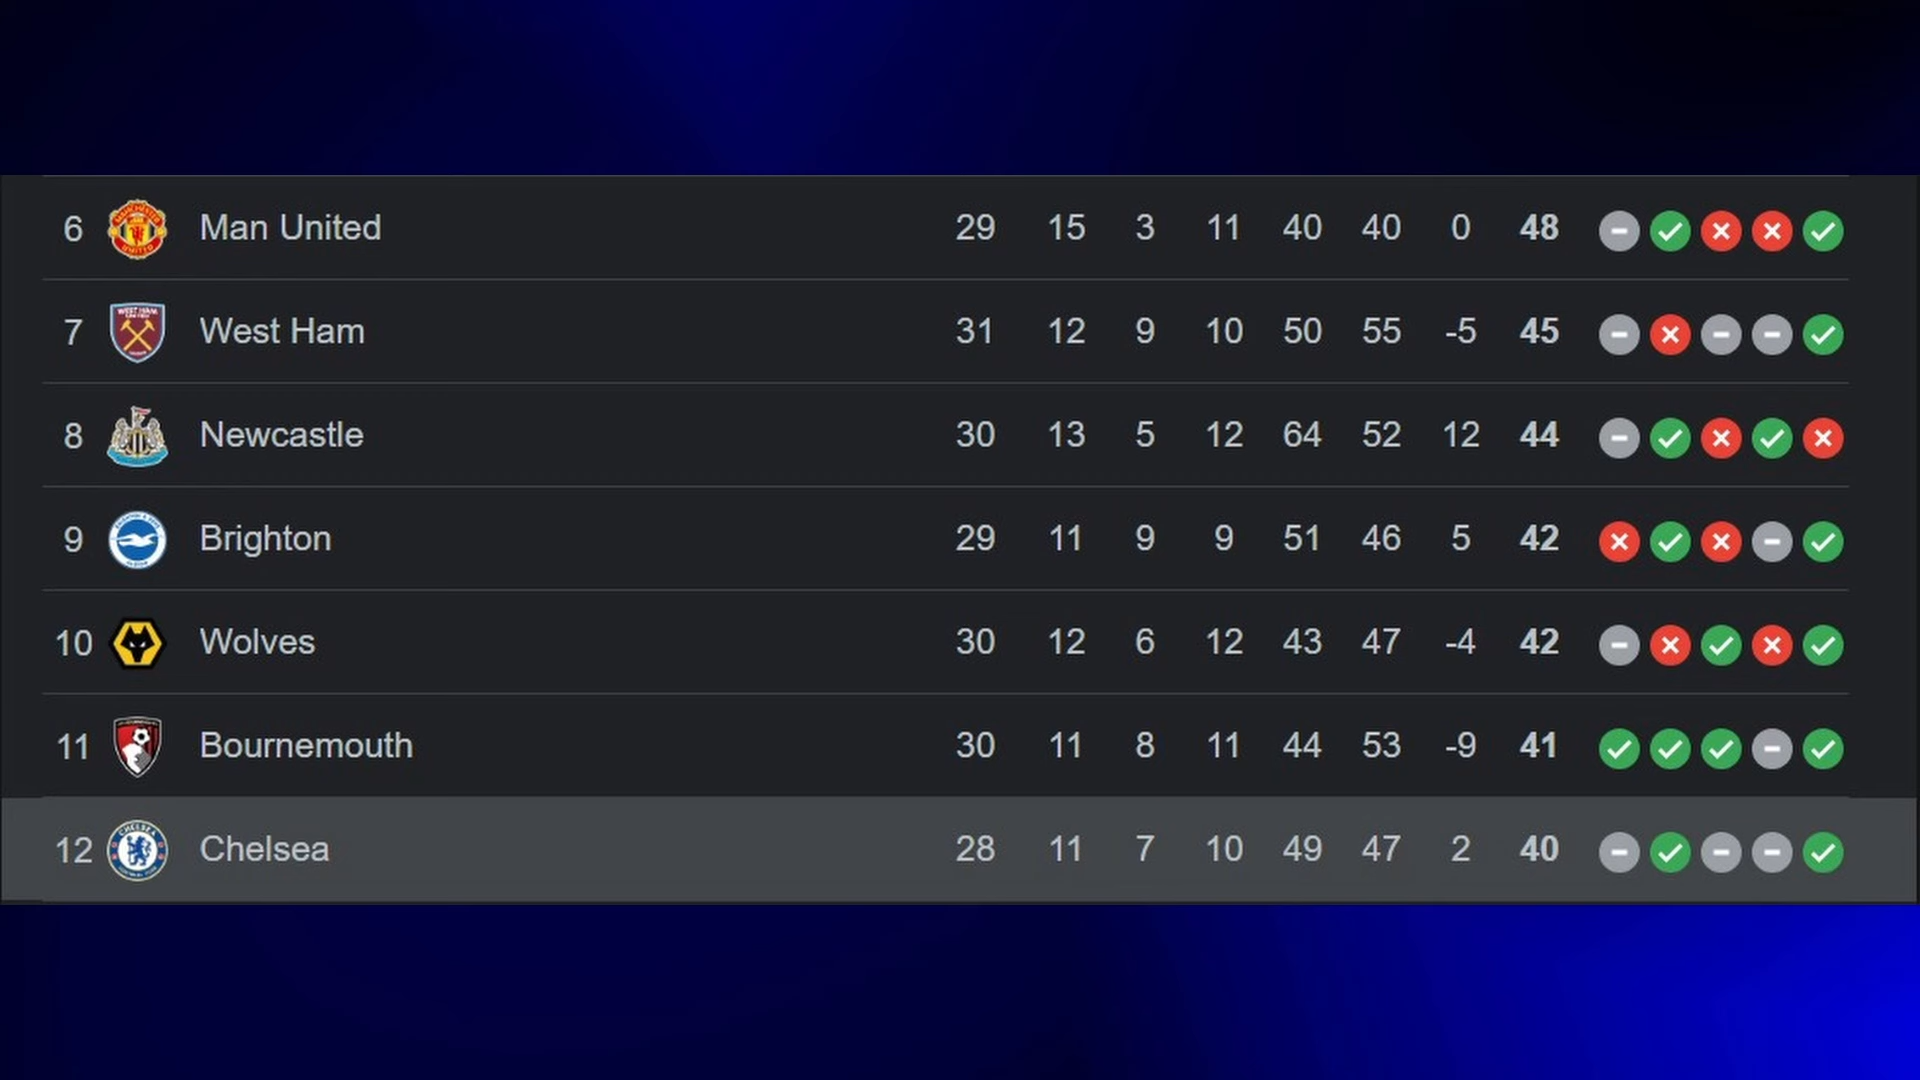 6 Man United 29 15 3 11 40 40 0 48
7 West Ham 31 12 9 10 50 55 -5 45
8 Newcastle 30 13 5 12 64 52 12 44
9 Brighton 29 11 9 9 51 46 5 42
10 Wolves 30 12 6 12 43 47 -4 42
11 Bournemouth 30 11 8 11 44 53 -9 41
12 Chelsea 28 11 7 10 49 47 2 40